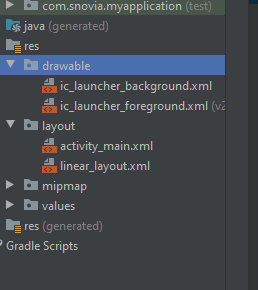 com.snovia.myapplication (test)
java (generated)
res
drawable
ic_launcher_background.xml
ic_launcher_foreground.xml (v2
layout
activity_main.xml
linear_layout.xml
mipmap
values
res (generated)
Gradle Scripts